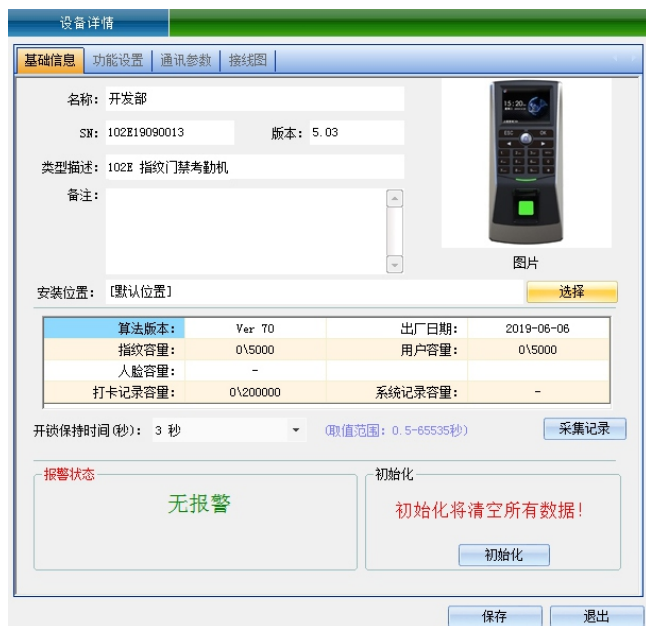 设备详情
基础信息 功能设置 通讯参数 接线图
名称: 开发部
SN: 102E19090013 版本: 5.03
类型描述: 102E 指纹门禁考勤机
备注:
15:20
ESC OK
图片
安装位置: [默认位置] 选择
算法版本: Ver 70 出厂日期: 2019-06-06
指纹容量: 0\5000 用户容量: 0\5000
人脸容量: -
打卡记录容量: 0\200000 系统记录容量: -
开锁保持时间(秒): 3 秒 (取值范围: 0.5-65535秒) 采集记录
报警状态 初始化
无报警 初始化将清空所有数据!
初始化
保存 退出